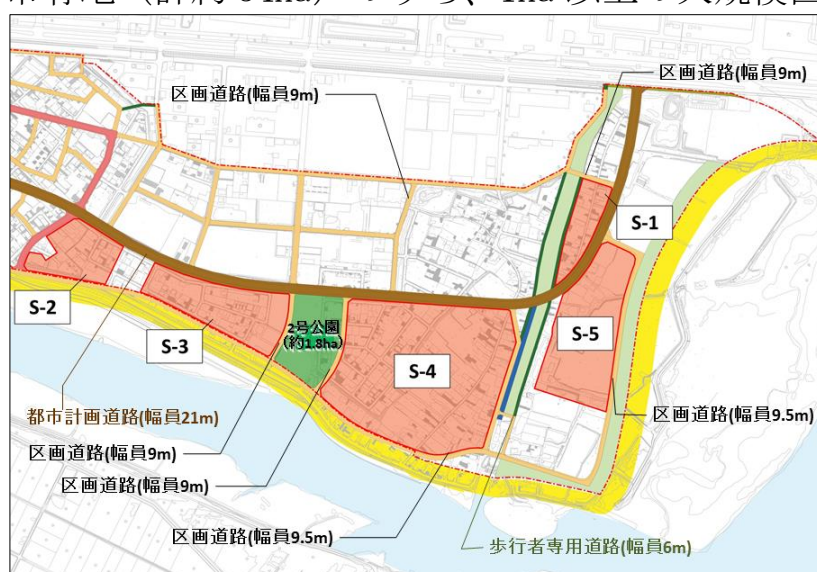 区画道路(幅員9m)
区画道路(幅員9m)
S-1
S-2
S-3
2号公園
(約1.8ha)
S-4
S-5
都市計画道路(幅員21m)
区画道路(幅員9.5m)
区画道路(幅員9m)
区画道路(幅員9m)
区画道路(幅員9.5m)
歩行者専用道路(幅員6m)